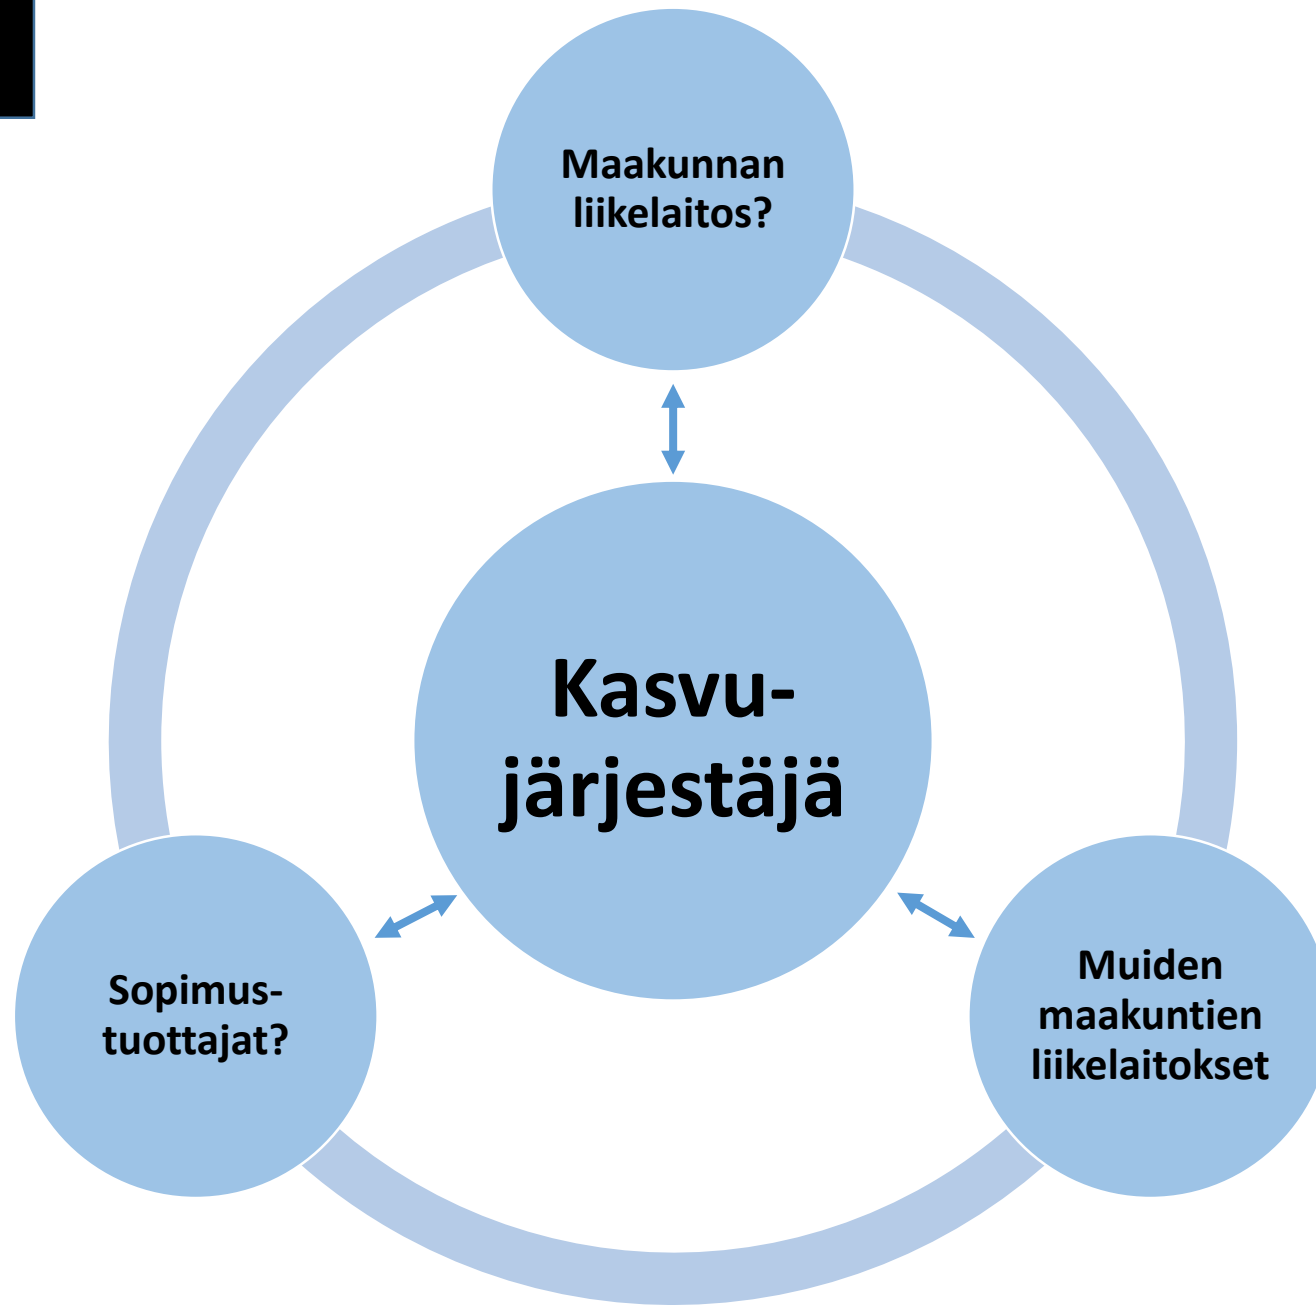 Maakunnan
liikelaitos?
Kasvu-
järjestäjä
Sopimus-
tuottajat?
Muiden
maakuntien
liikelaitokset